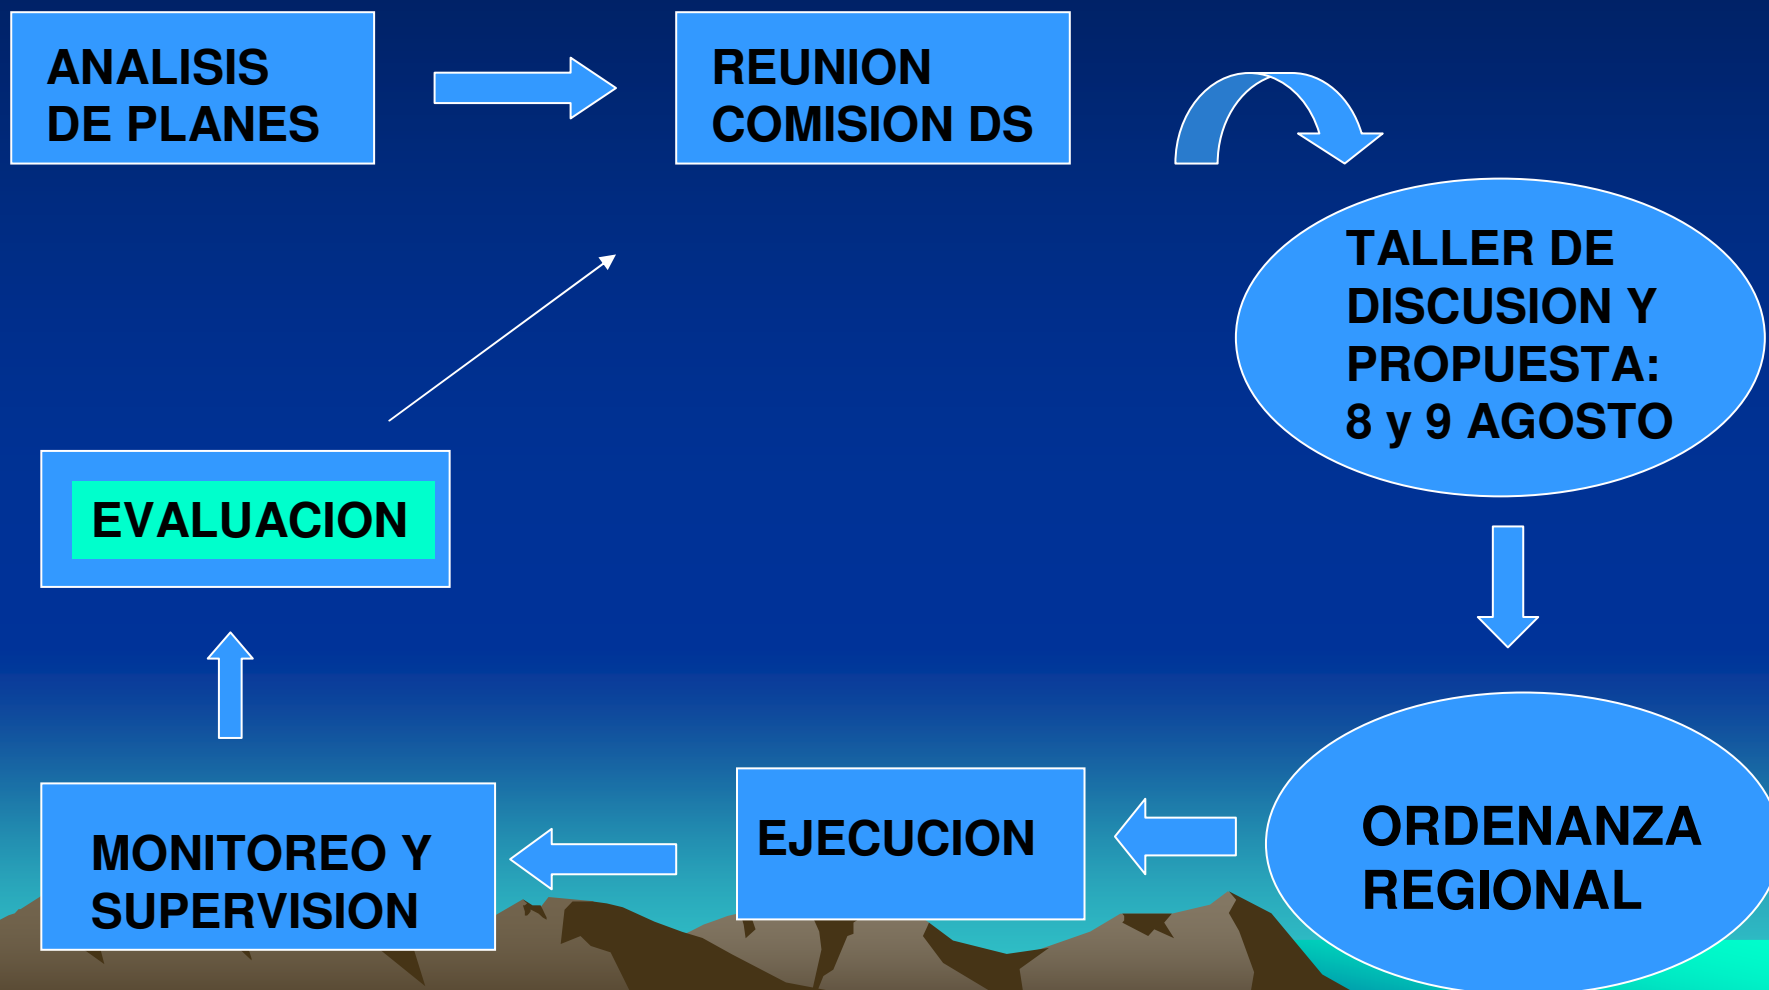 ANALISIS
DE PLANES
REUNION
COMISION DS
TALLER DE
DISCUSION Y
PROPUESTA:
8 y 9 AGOSTO
ORDENANZA
REGIONAL
EJECUCION
MONITOREO Y
SUPERVISION
EVALUACION